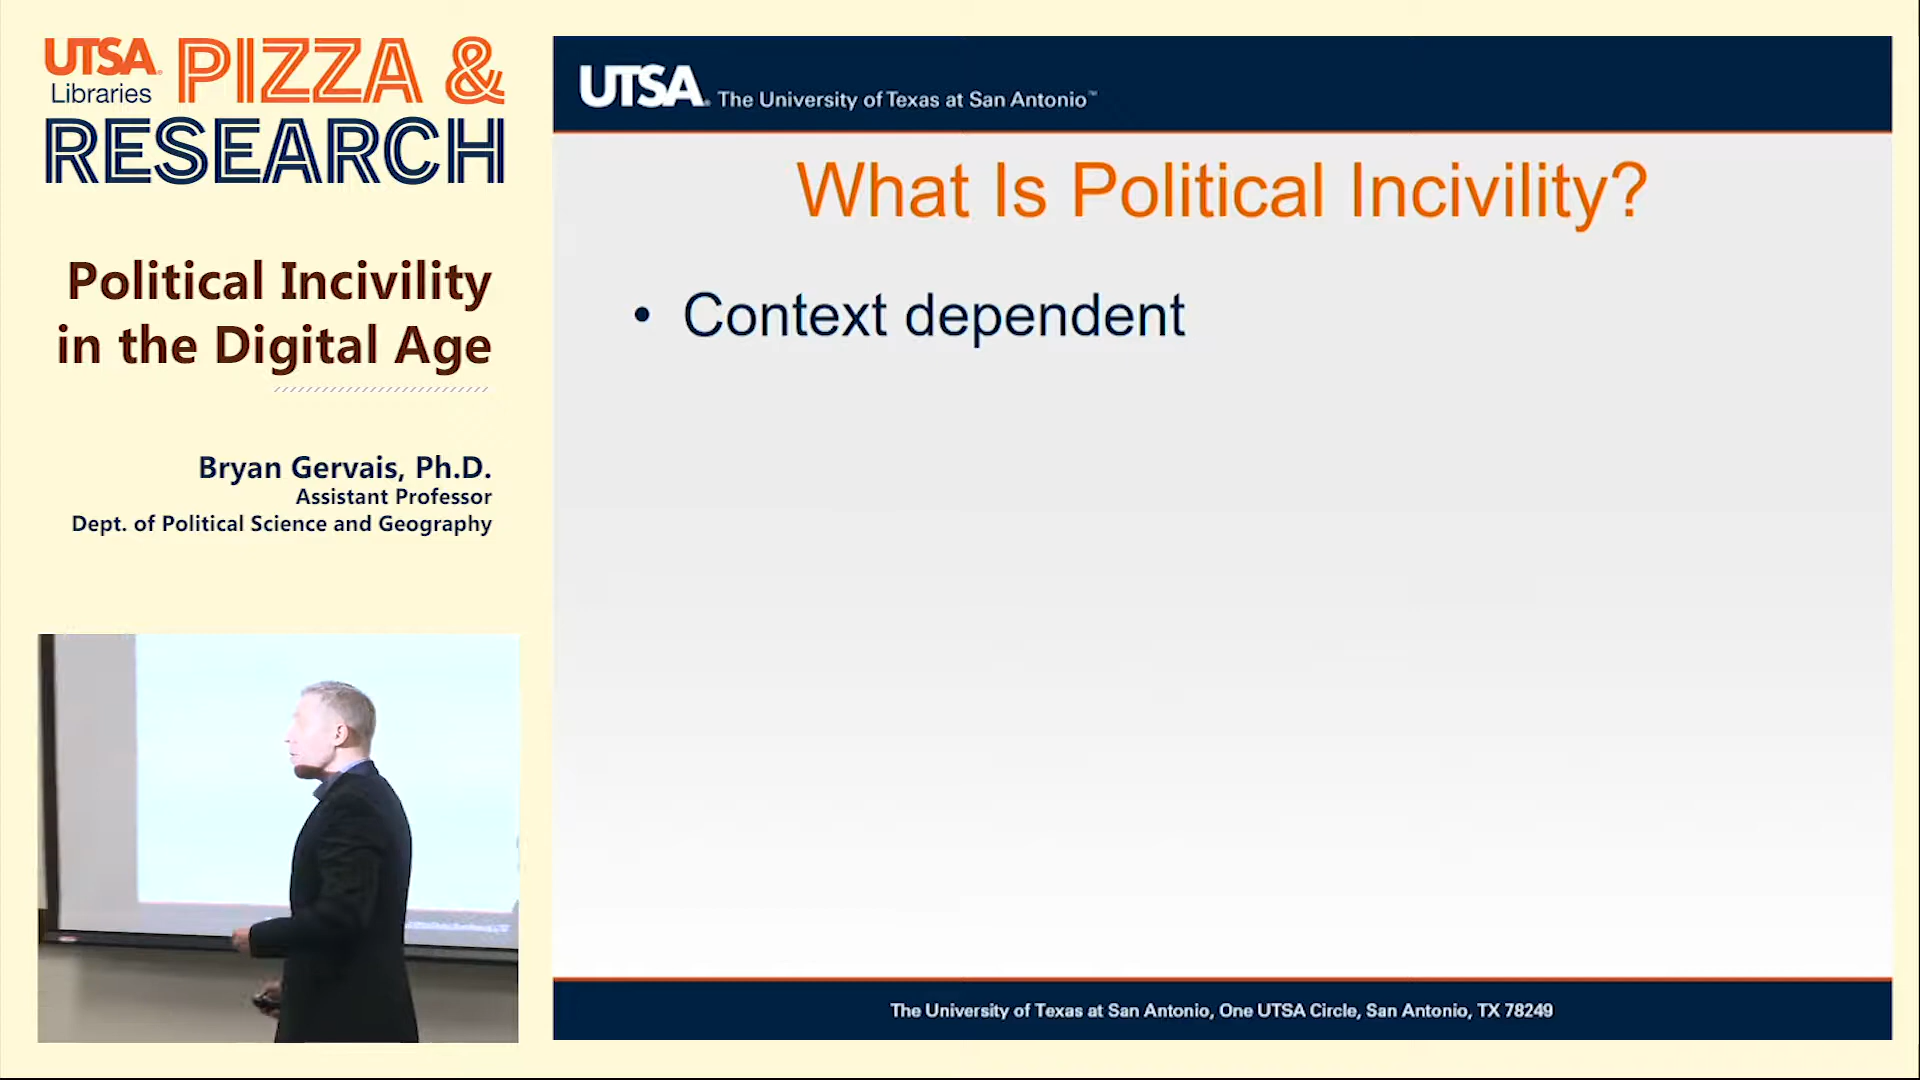 UTSA Libraries PIZZA &
RESEARCH
Political Incivility
in the Digital Age
Bryan Gervais, Ph.D.
Assistant Professor
Dept. of Political Science and Geography
UTSA® The University of Texas at San Antonio™
What Is Political Incivility?
• Context dependent
The University of Texas at San Antonio, One UTSA Circle, San Antonio, TX 78249